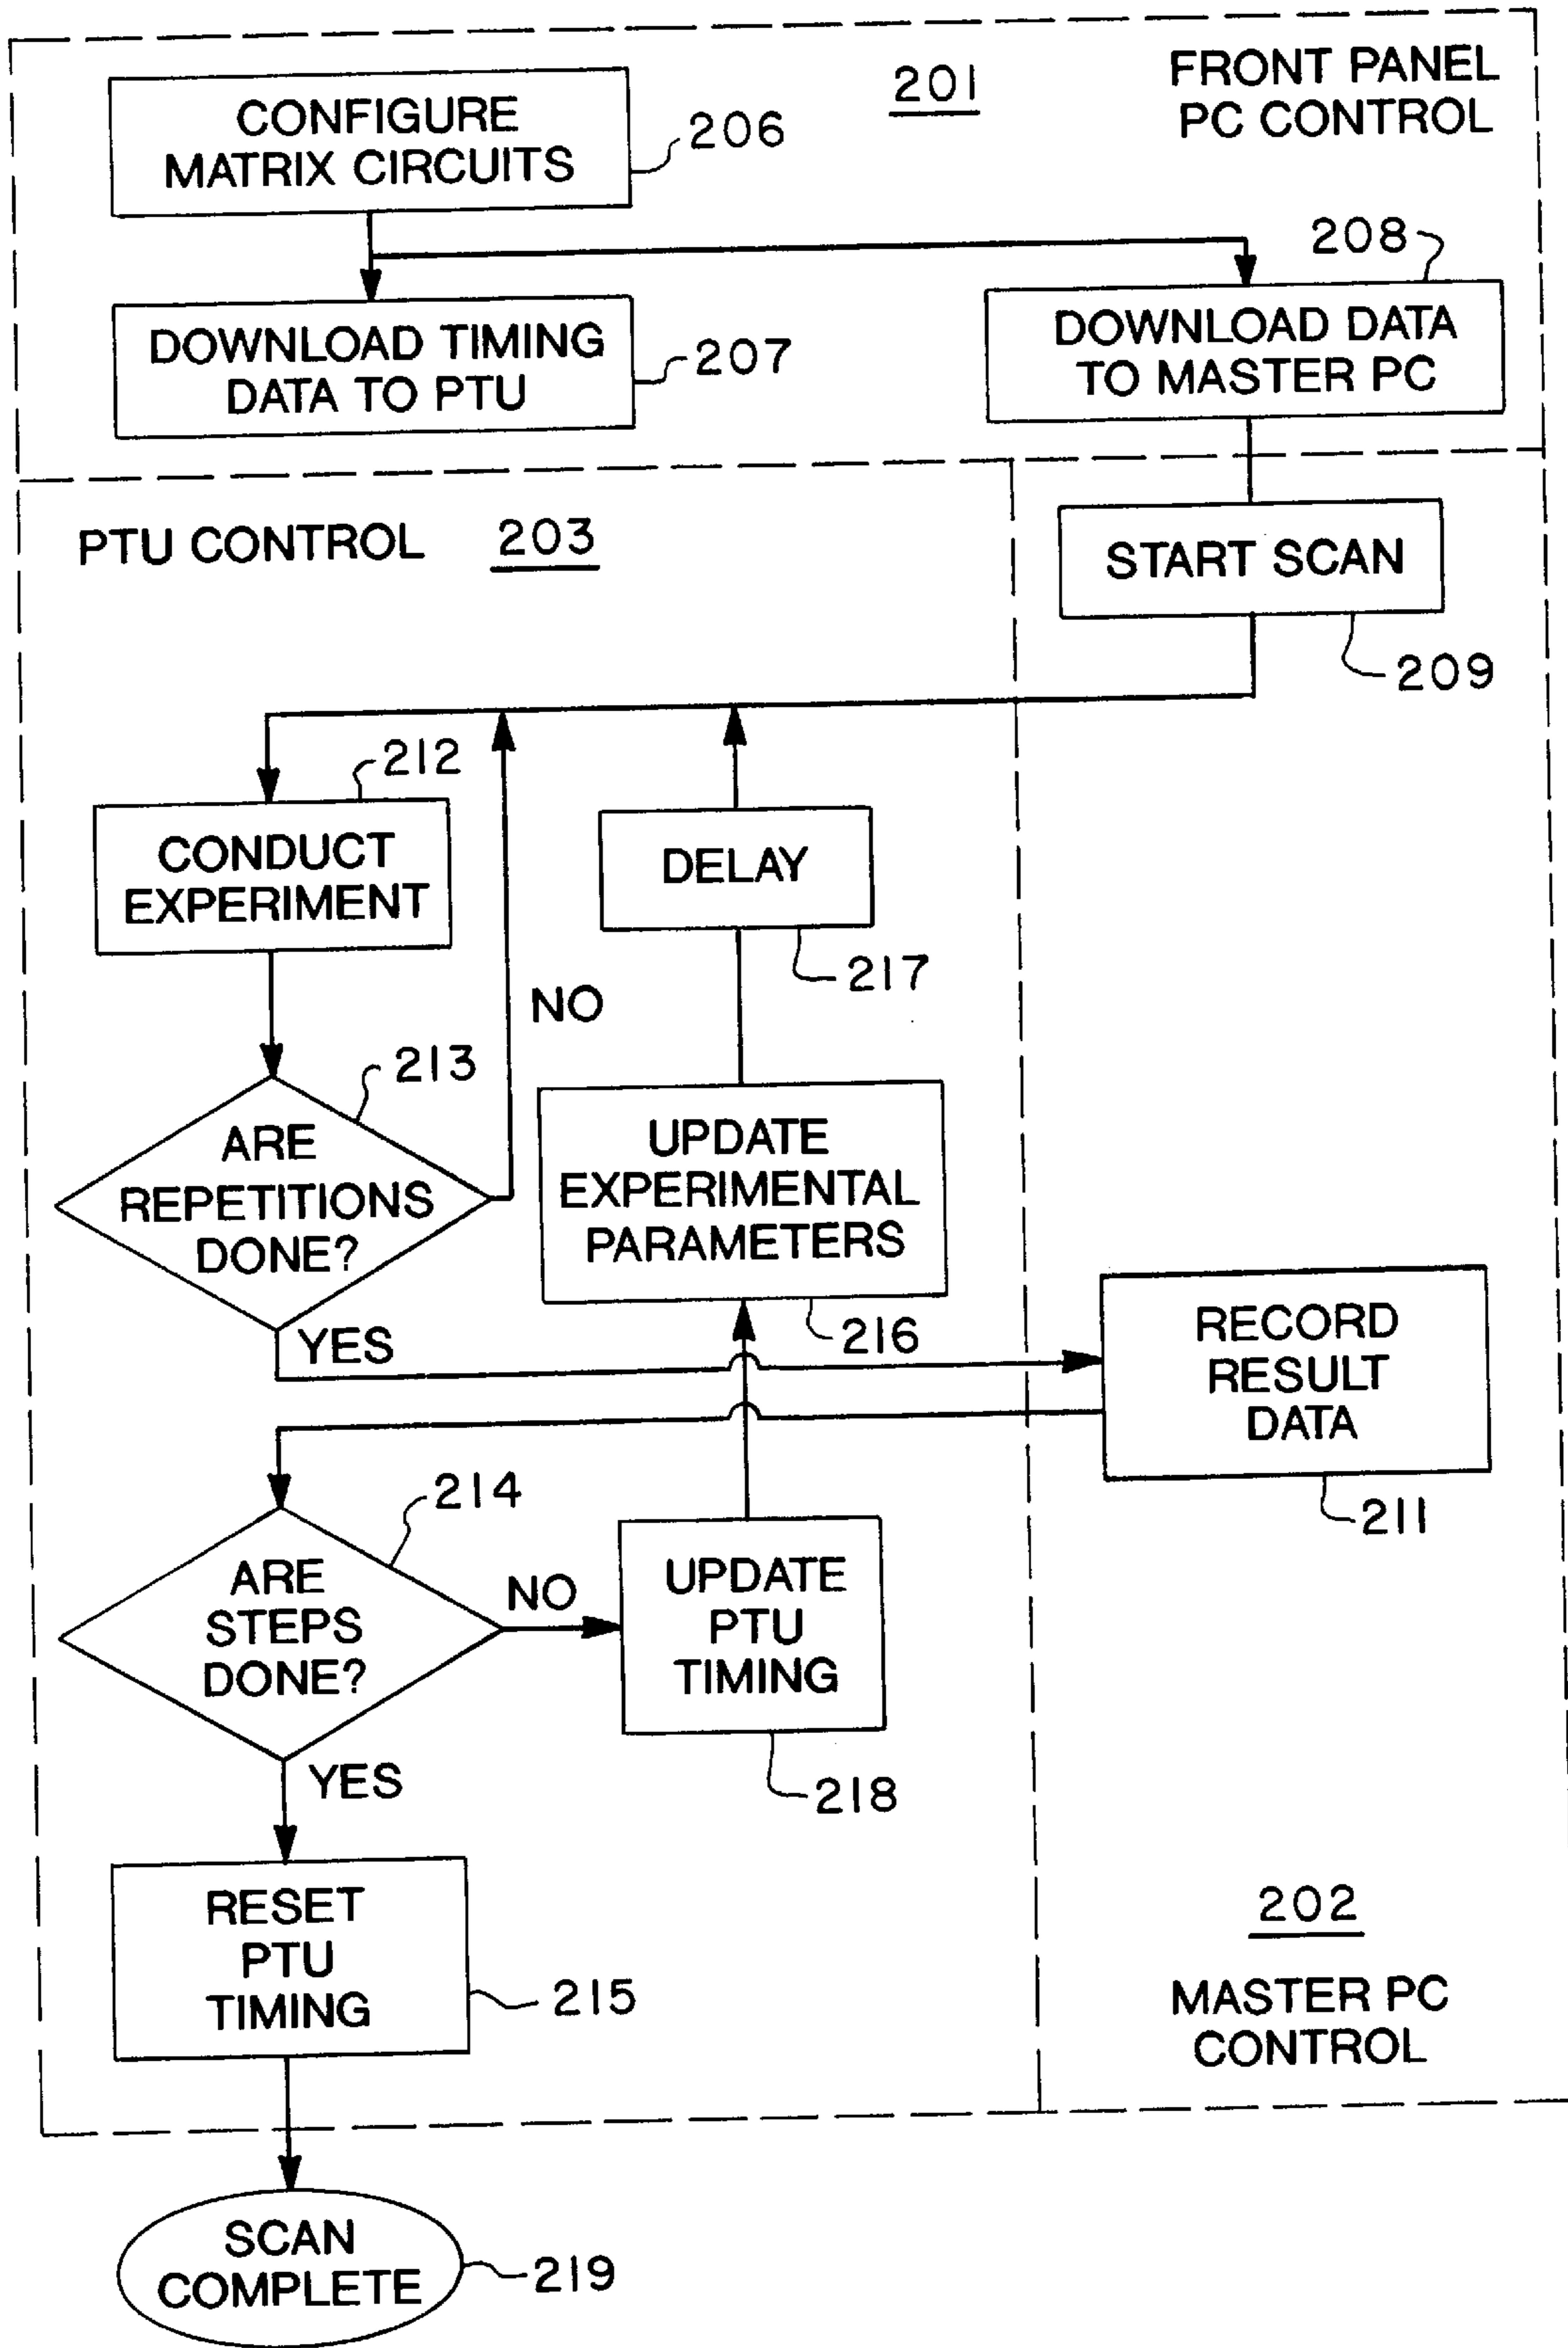 201
FRONT PANEL
PC CONTROL
CONFIGURE
MATRIX CIRCUITS
206
208
DOWNLOAD TIMING
DATA TO PTU
207
DOWNLOAD DATA
TO MASTER PC
PTU CONTROL
203
START SCAN
209
212
CONDUCT
EXPERIMENT
DELAY
217
NO
213
ARE
REPETITIONS
DONE?
UPDATE
EXPERIMENTAL
PARAMETERS
216
YES
RECORD
RESULT
DATA
211
214
ARE
STEPS
DONE?
NO
UPDATE
PTU
TIMING
218
YES
RESET
PTU
TIMING
215
202
MASTER PC
CONTROL
SCAN
COMPLETE
219